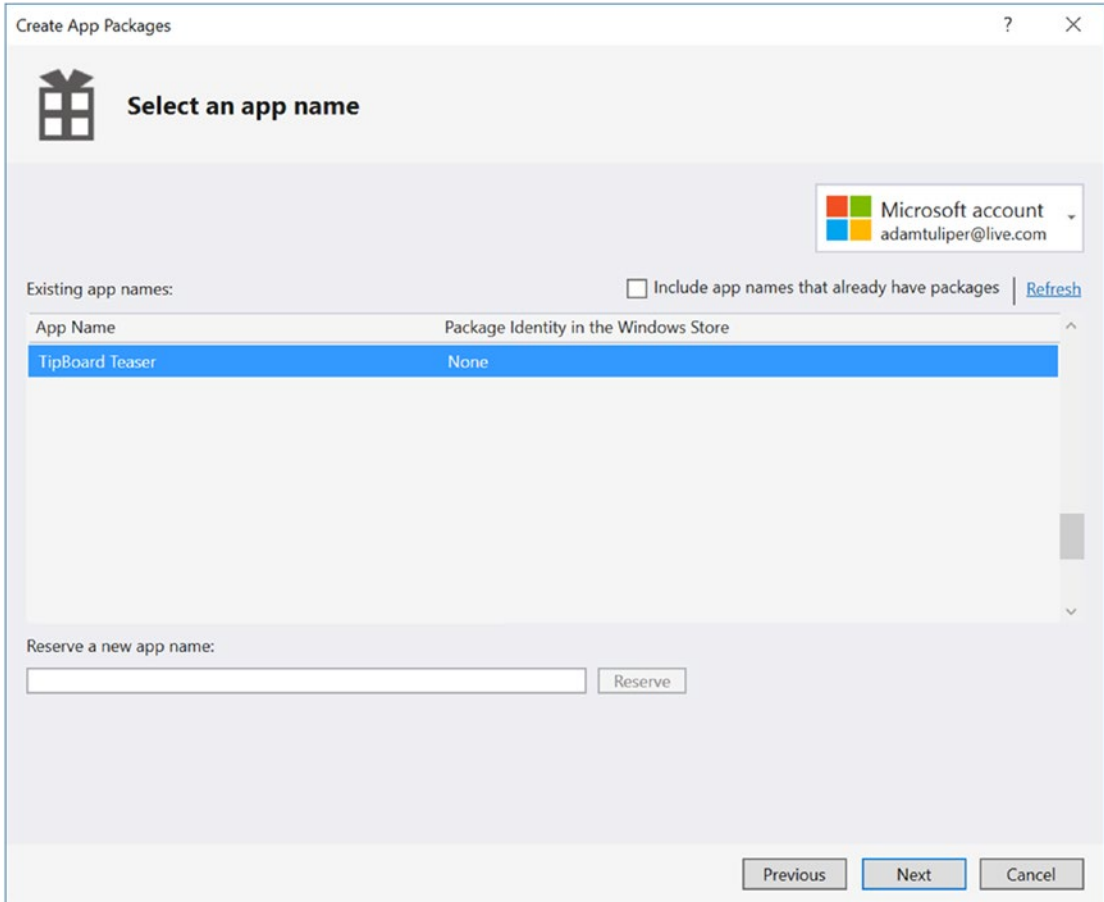 Create App Packages ?
Select an app name
Microsoft account
adamtuliper@live.com
Existing app names: Include app names that already have packages Refresh
App Name Package Identity in the Windows Store
TipBoard Teaser None
Reserve a new app name:
Reserve
Previous Next Cancel